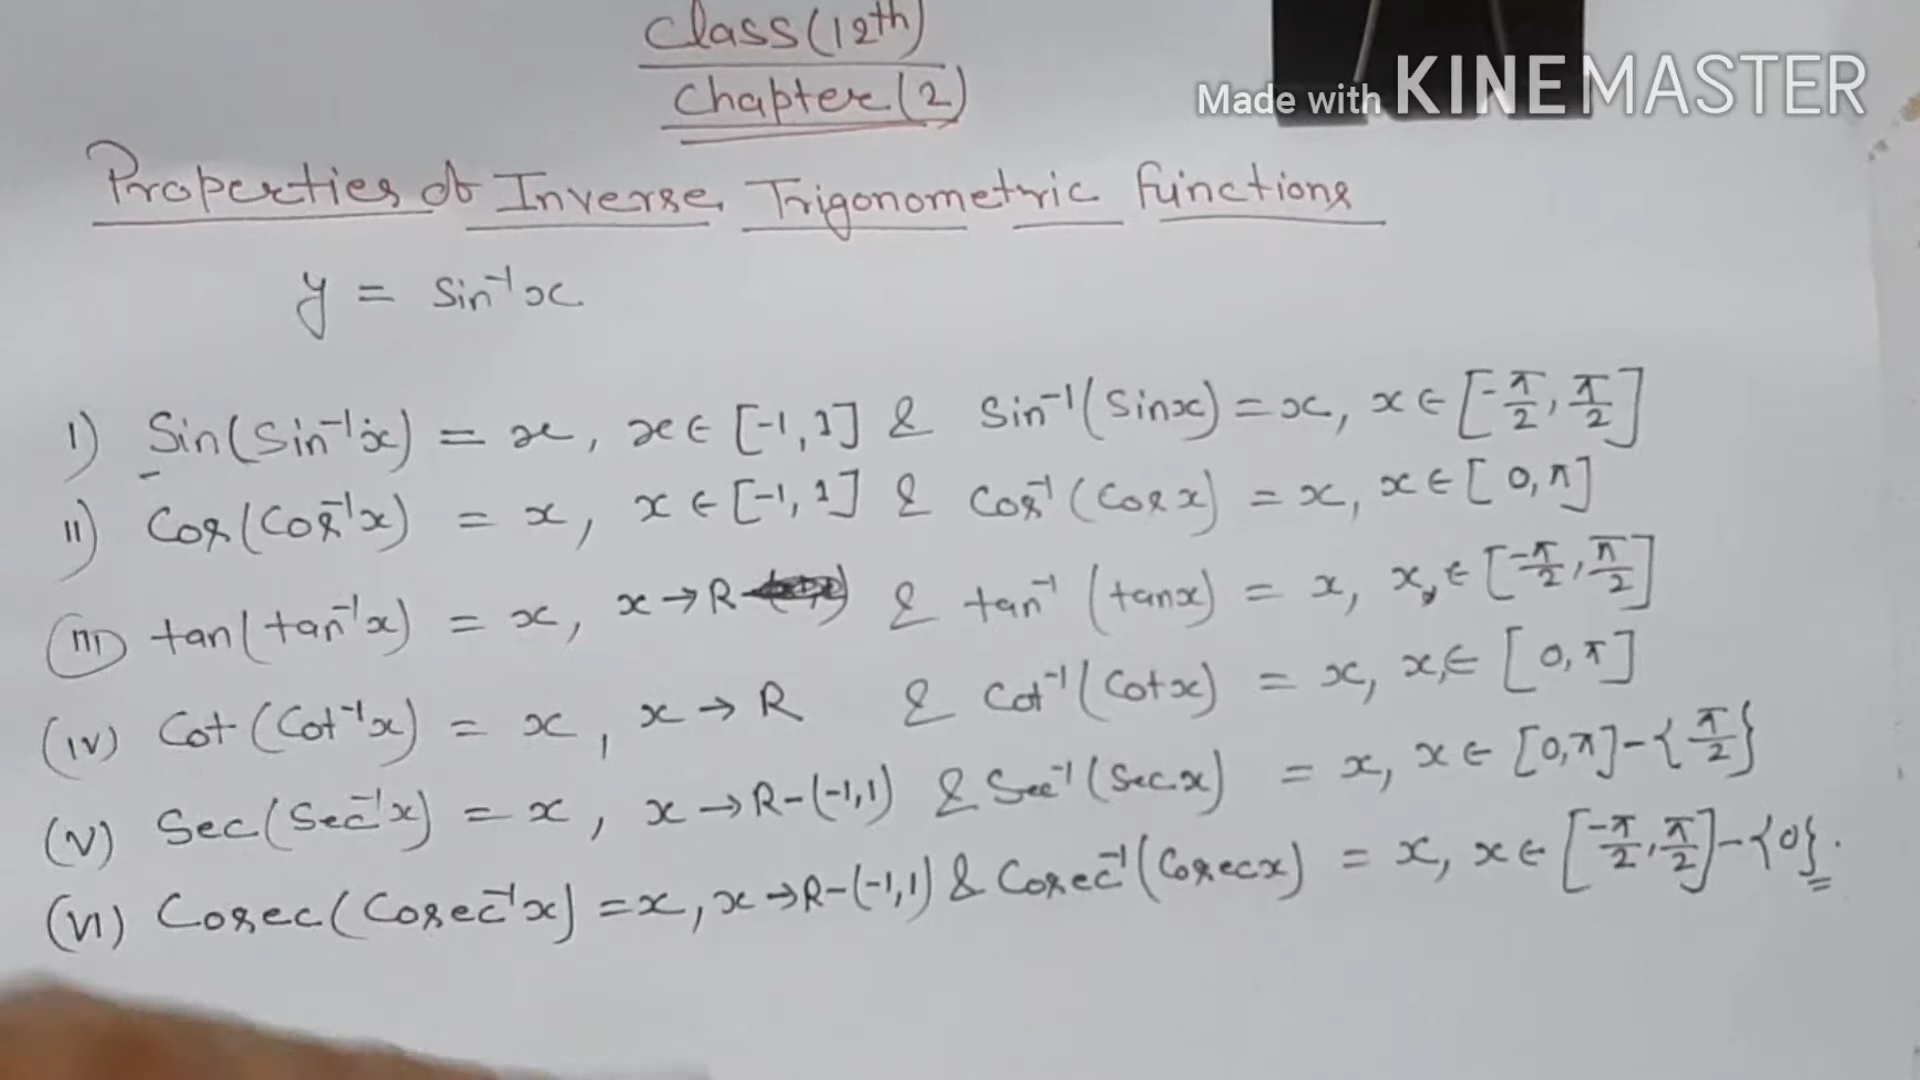 Class(12th)
Chapter(2)
Made with KINEMASTER
Properties of Inverse Trigonometric functions
y = Sin⁻¹x
i) Sin(Sin⁻¹x) = x, x ∈ [-1,1] & Sin⁻¹(Sinx) = x, x ∈ [-π/2, π/2]
ii) Cos(Cos⁻¹x) = x, x ∈ [-1,1] & Cos⁻¹(Cosx) = x, x ∈ [0,π]
(iii) tan(tan⁻¹x) = x, x → R & tan⁻¹(tanx) = x, x ∈ [-π/2, π/2]
(iv) Cot(Cot⁻¹x) = x, x → R & Cot⁻¹(Cotx) = x, x ∈ [0,π]
(v) Sec(Sec⁻¹x) = x, x → R-(-1,1) & Sec⁻¹(Secx) = x, x ∈ [0,π]-{π/2}
(vi) Cosec(Cosec⁻¹x) = x, x → R-(-1,1) & Cosec⁻¹(Cosecx) = x, x ∈ [-π/2, π/2]-{0}.